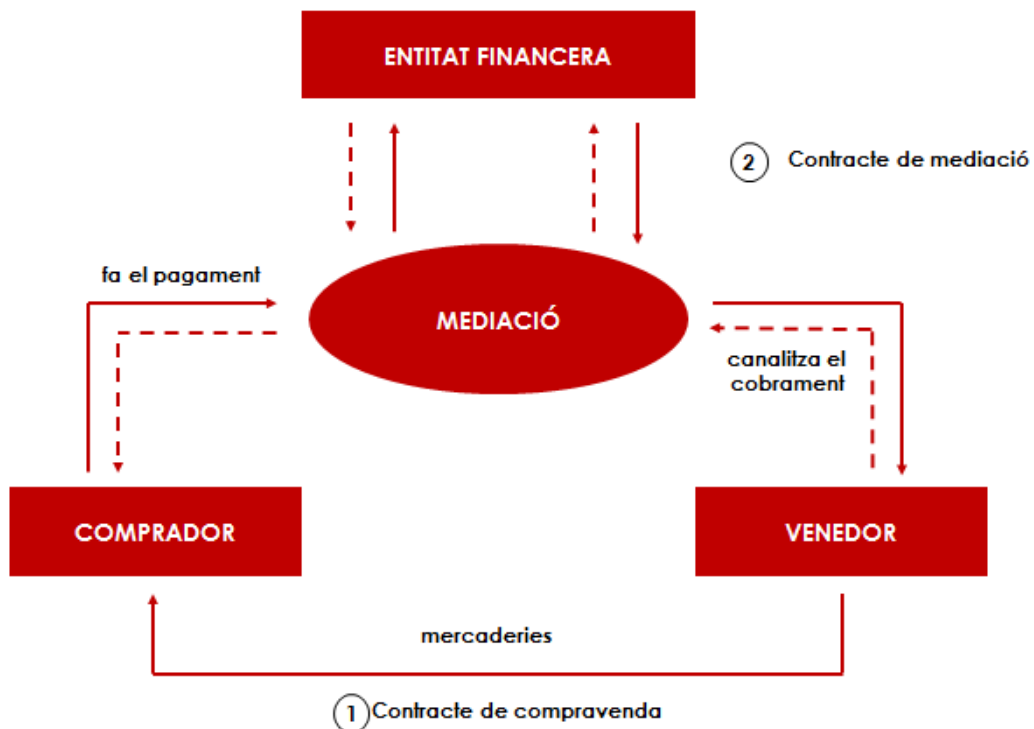 ENTITAT FINANCERA
2 Contracte de mediació
fa el pagament
MEDIACIÓ
canalitza el
cobrament
COMPRADOR
VENEDOR
mercaderies
1 Contracte de compravenda